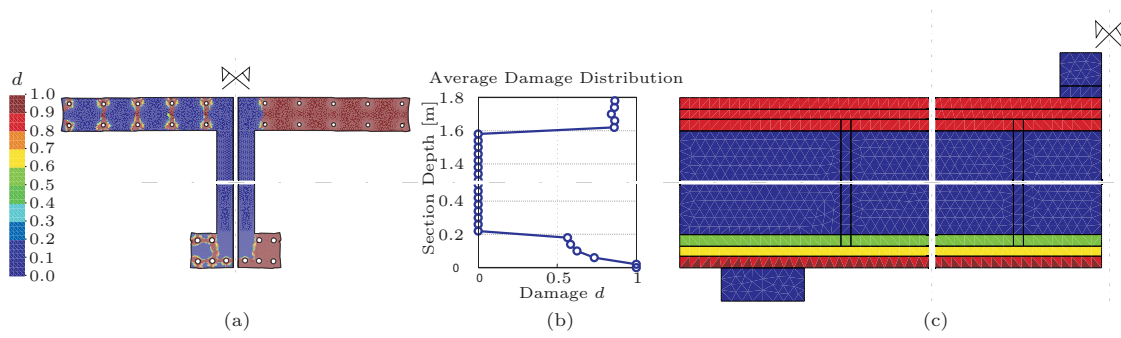 d
1.0
0.9
0.8
0.7
0.6
0.5
0.4
0.3
0.2
0.1
0.0
(a)
Average Damage Distribution
Section Depth [m]
1.8
1.6
1.4
0.4
0.2
0
0
0.5
1
Damage d
(b)
(c)